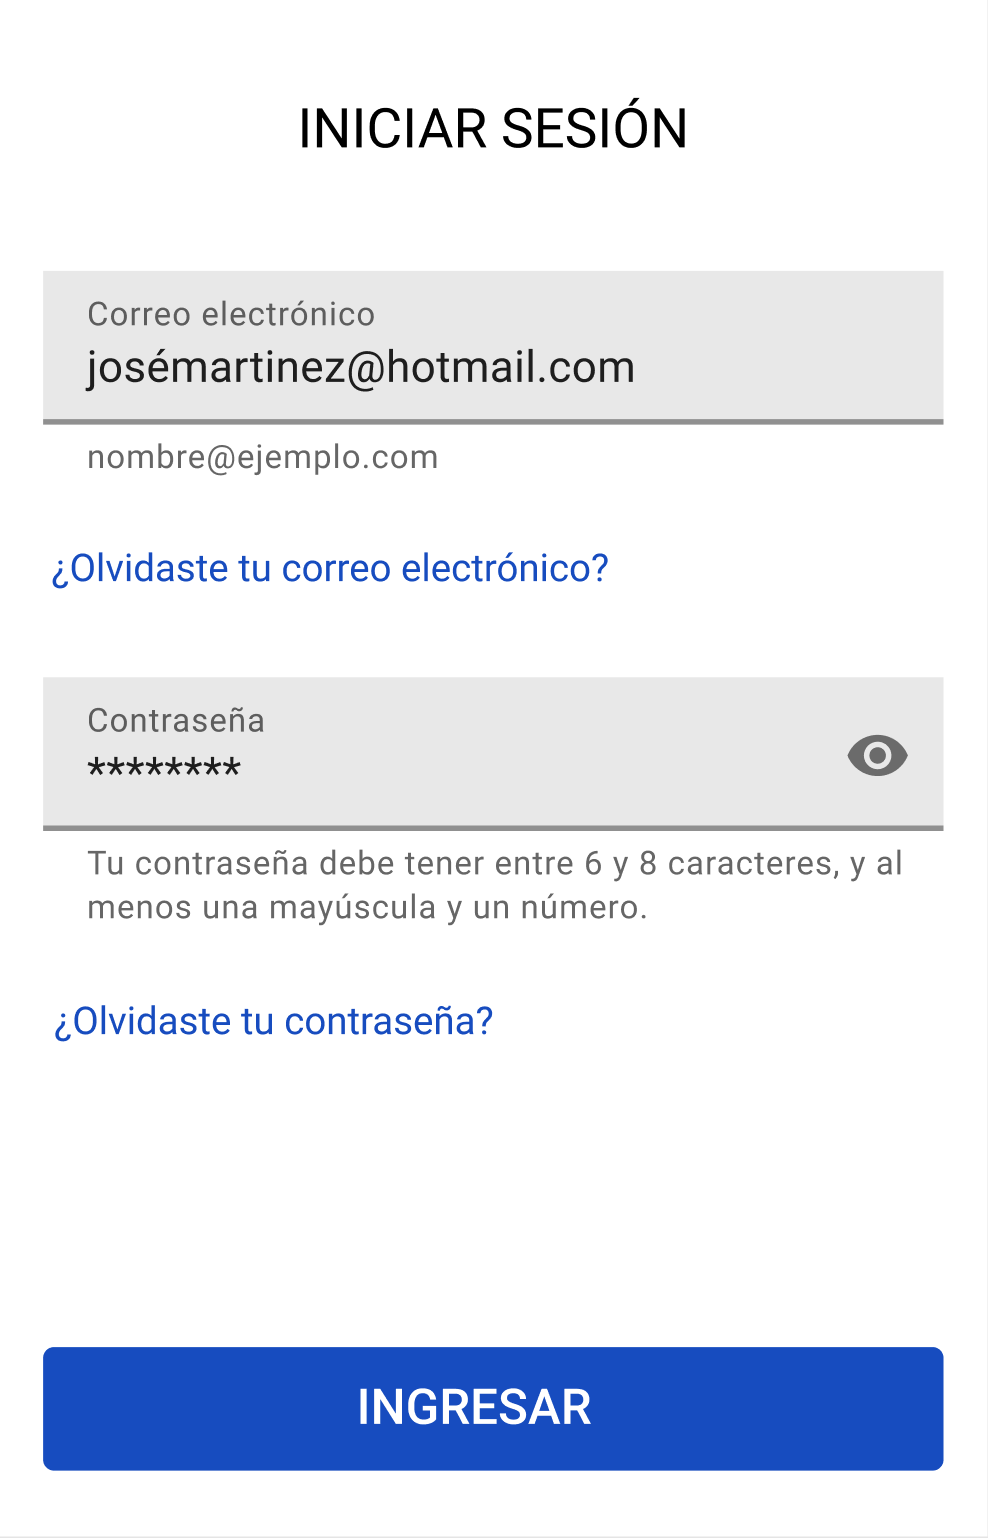 INICIAR SESIÓN
Correo electrónico
josémartinez@hotmail.com
nombre@ejemplo.com
¿Olvidaste tu correo electrónico?
Contraseña
********
Tu contraseña debe tener entre 6 y 8 caracteres, y al
menos una mayúscula y un número.
¿Olvidaste tu contraseña?
INGRESAR